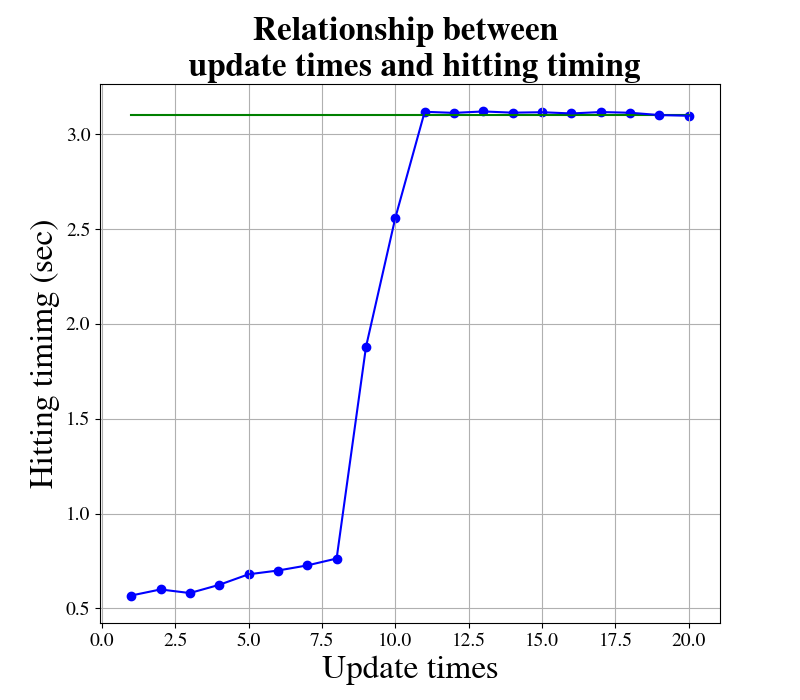 Relationship between
update times and hitting timing
3.0
2.5
2.0
1.5
1.0
0.5
Hitting timimg (sec)
0.0 2.5 5.0 7.5 10.0 12.5 15.0 17.5 20.0
Update times